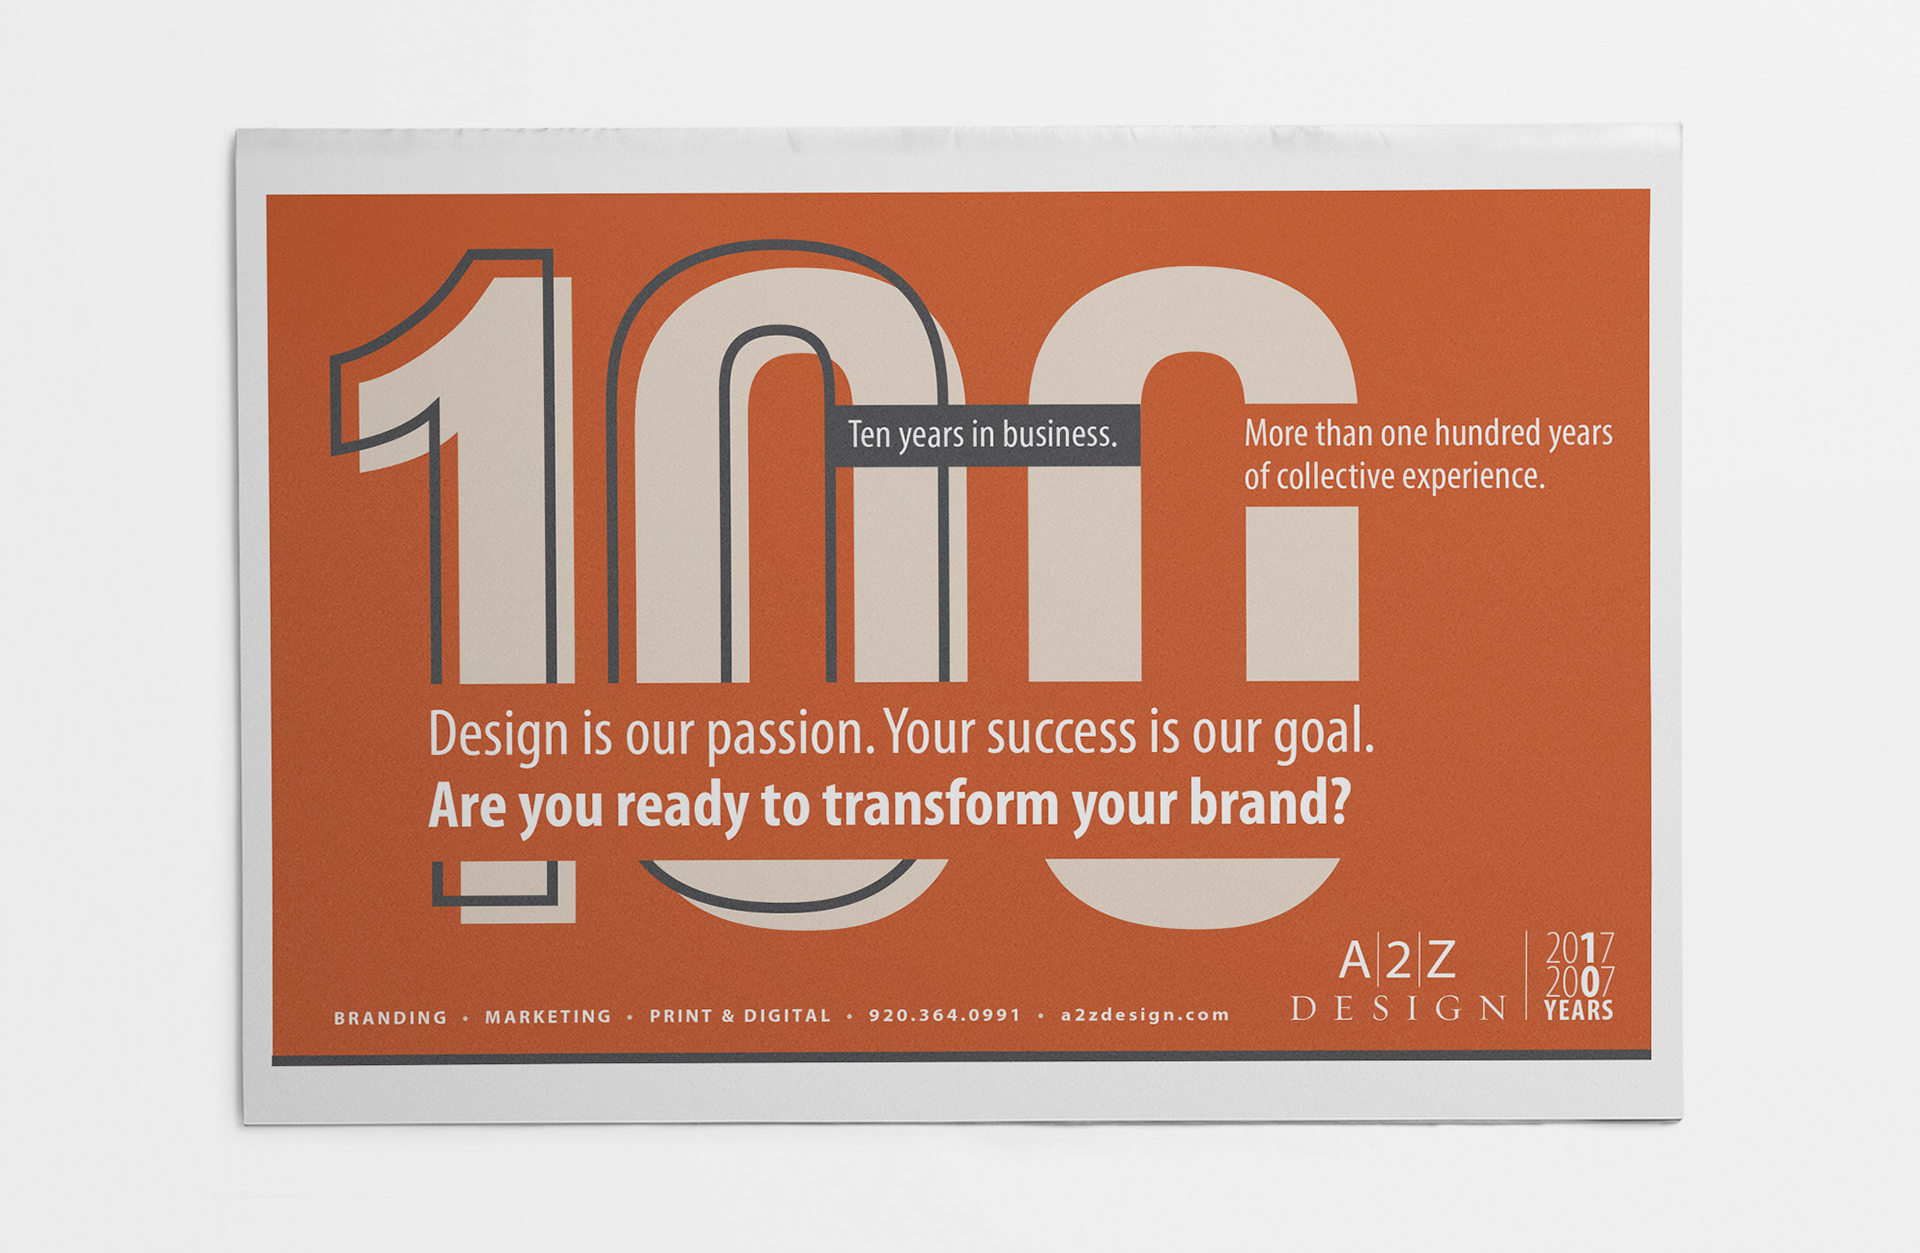 100
Ten years in business.
More than one hundred years
of collective experience.
Design is our passion. Your success is our goal.
Are you ready to transform your brand?
BRANDING • MARKETING • PRINT & DIGITAL • 920.364.0991 • a2zdesign.com
A|2|Z
DESIGN
2017
2007
YEARS